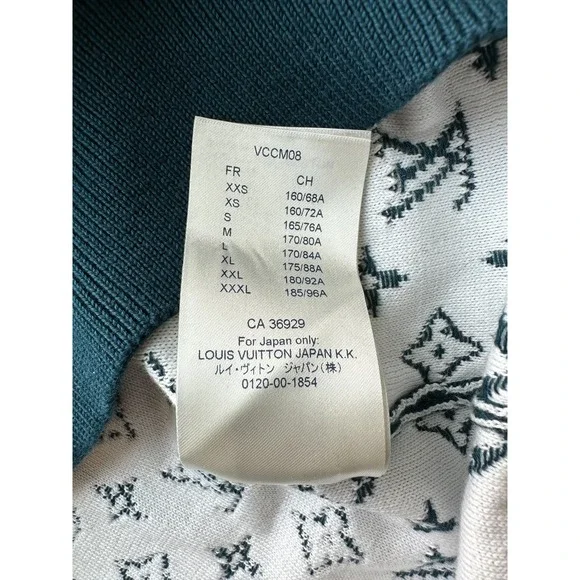 VCCM08
FR CH
XXS 160/68A
XS 160/72A
S 165/76A
M 170/80A
L 170/84A
XL 175/88A
XXL 180/92A
XXXL 185/96A
CA 36929
For Japan only:
LOUIS VUITTON JAPAN K.K.
ルイ・ヴィトン ジャパン(株)
0120-00-1854